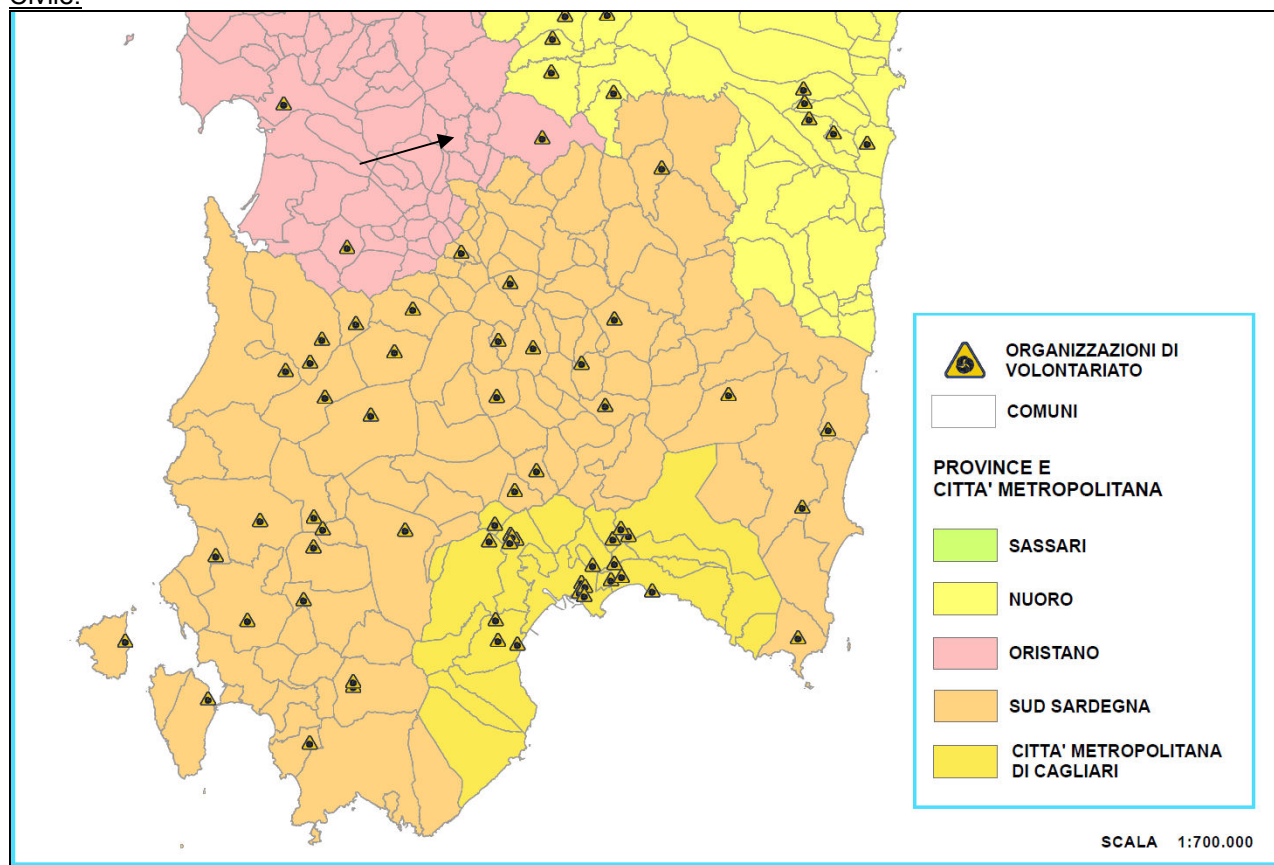 Civile.
ORGANIZZAZIONI DI
VOLONTARIATO
COMUNI
PROVINCE E
CITTA' METROPOLITANA
SASSARI
NUORO
ORISTANO
SUD SARDEGNA
CITTA' METROPOLITANA
DI CAGLIARI
SCALA 1:700.000